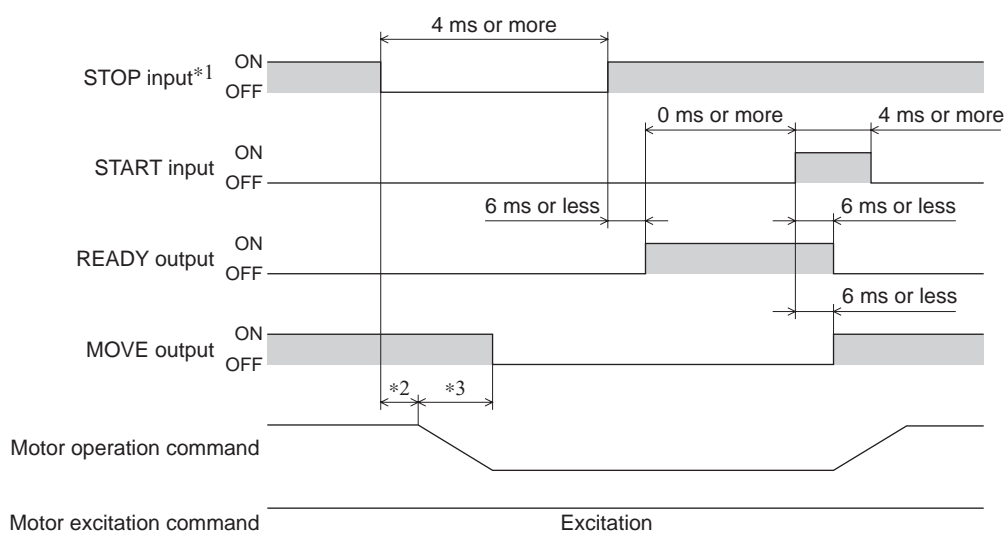 4 ms or more
STOP input*1
ON
OFF
0 ms or more
4 ms or more
START input
ON
OFF
6 ms or less
6 ms or less
READY output
ON
OFF
6 ms or less
MOVE output
ON
OFF
*2
*3
Motor operation command
Motor excitation command
Excitation